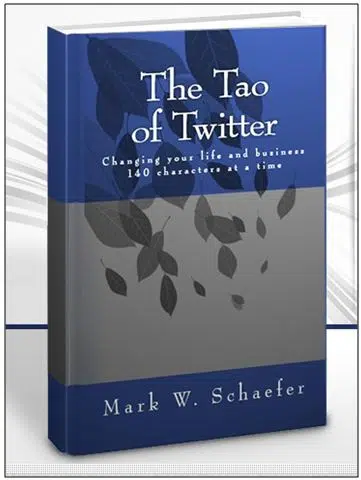 The Tao
of Twitter
Changing your life and business
140 characters at a time
Mark W. Schaefer